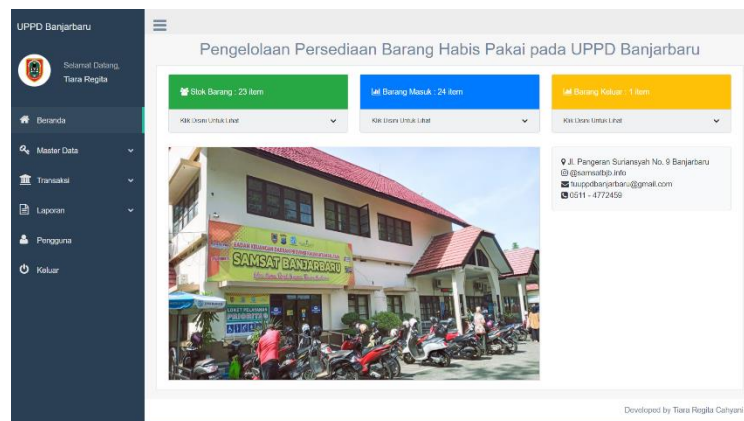 UPPD Banjarbaru
Selamat Datang,
Tiara Regita
Beranda
Master Data
Transaksi
Laporan
Pengguna
Keluar
Pengelolaan Persediaan Barang Habis Pakai pada UPPD Banjarbaru
Stok Barang : 23 item
Klik Disini Untuk Lihat
Barang Masuk : 24 item
Klik Disini Untuk Lihat
Barang Keluar : 1 item
Klik Disini Untuk Lihat
SAMSAT BANJARBARU
LOKET PELAYANAN
PRIORITAS
Jl. Pangeran Suriansyah No. 9 Banjarbaru
@samsatbjb.info
tuuppdbanjarbaru@gmail.com
0511 - 4772459
Developed by Tiara Regita Cahyani